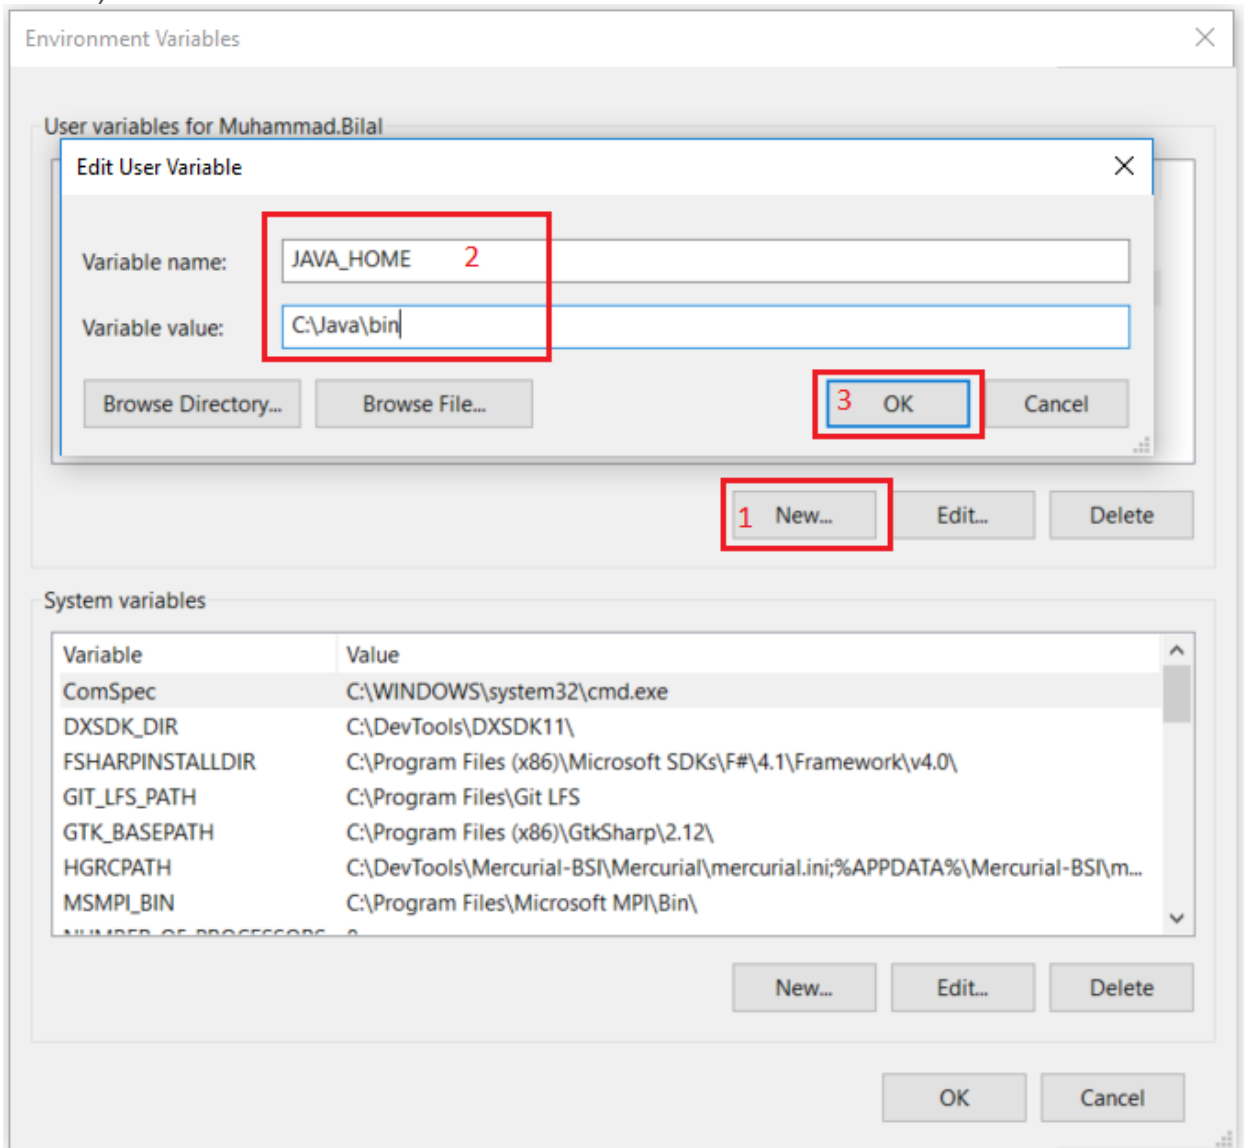 Environment Variables
User variables for Muhammad.Bilal
Edit User Variable
Variable name: JAVA_HOME 2
Variable value: C:\Java\bin
Browse Directory... Browse File... 3 OK Cancel
1 New... Edit... Delete
System variables
Variable Value
ComSpec C:\WINDOWS\system32\cmd.exe
DXSDK_DIR C:\DevTools\DXSDK11\
FSHARPINSTALLDIR C:\Program Files (x86)\Microsoft SDKs\F#\4.1\Framework\v4.0\
GIT_LFS_PATH C:\Program Files\Git LFS
GTK_BASEPATH C:\Program Files (x86)\GtkSharp\2.12\
HGRCPATH C:\DevTools\Mercurial-BSI\Mercurial\mercurial.ini;%APPDATA%\Mercurial-BSI\m...
MSMPI_BIN C:\Program Files\Microsoft MPI\Bin\
NUMBER_OF_PROCESSORS
New... Edit... Delete
OK Cancel